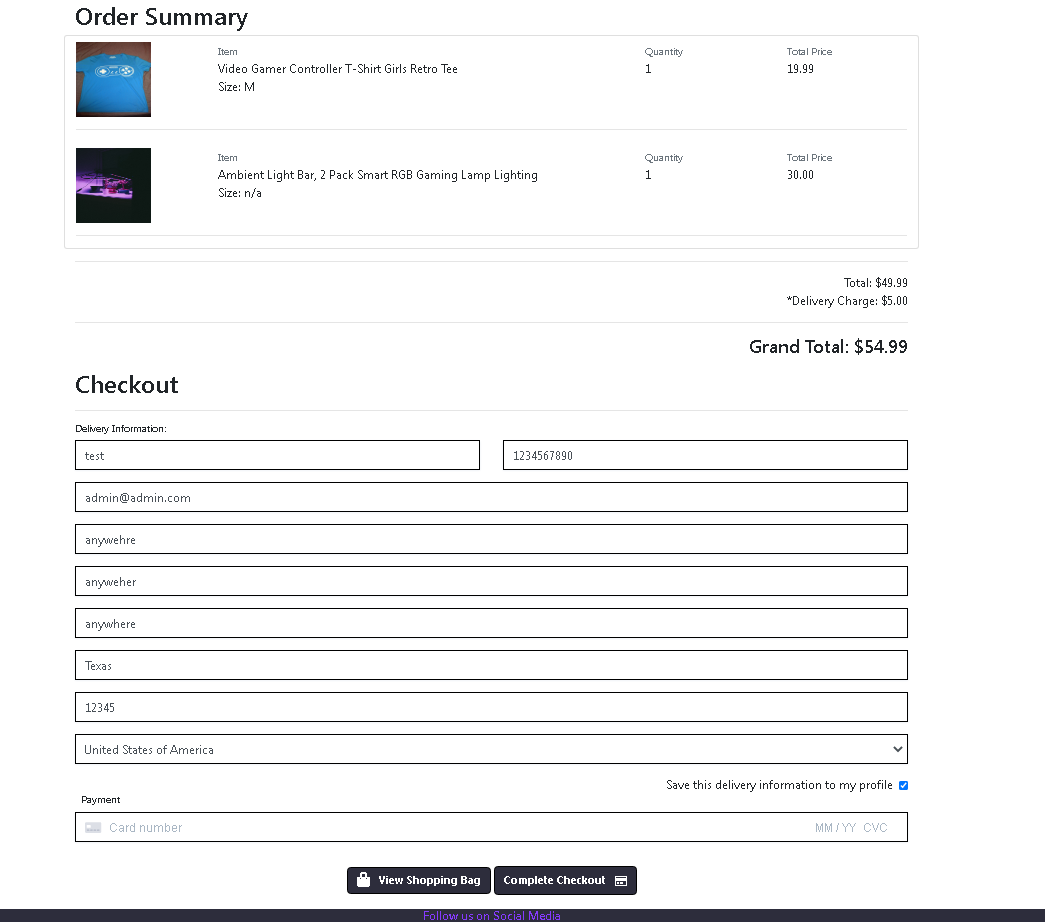 Order Summary
Item Quantity Total Price
Video Gamer Controller T-Shirt Girls Retro Tee 1 19.99
Size: M
Item Quantity Total Price
Ambient Light Bar, 2 Pack Smart RGB Gaming Lamp Lighting 1 30.00
Size: n/a
Total: $49.99
*Delivery Charge: $5.00
Grand Total: $54.99
Checkout
Delivery Information:
test 1234567890
admin@admin.com
anywehre
anyweher
anywhere
Texas
12345
United States of America
Save this delivery information to my profile
Payment
Card number MM / YY CVC
View Shopping Bag Complete Checkout
Follow us on Social Media